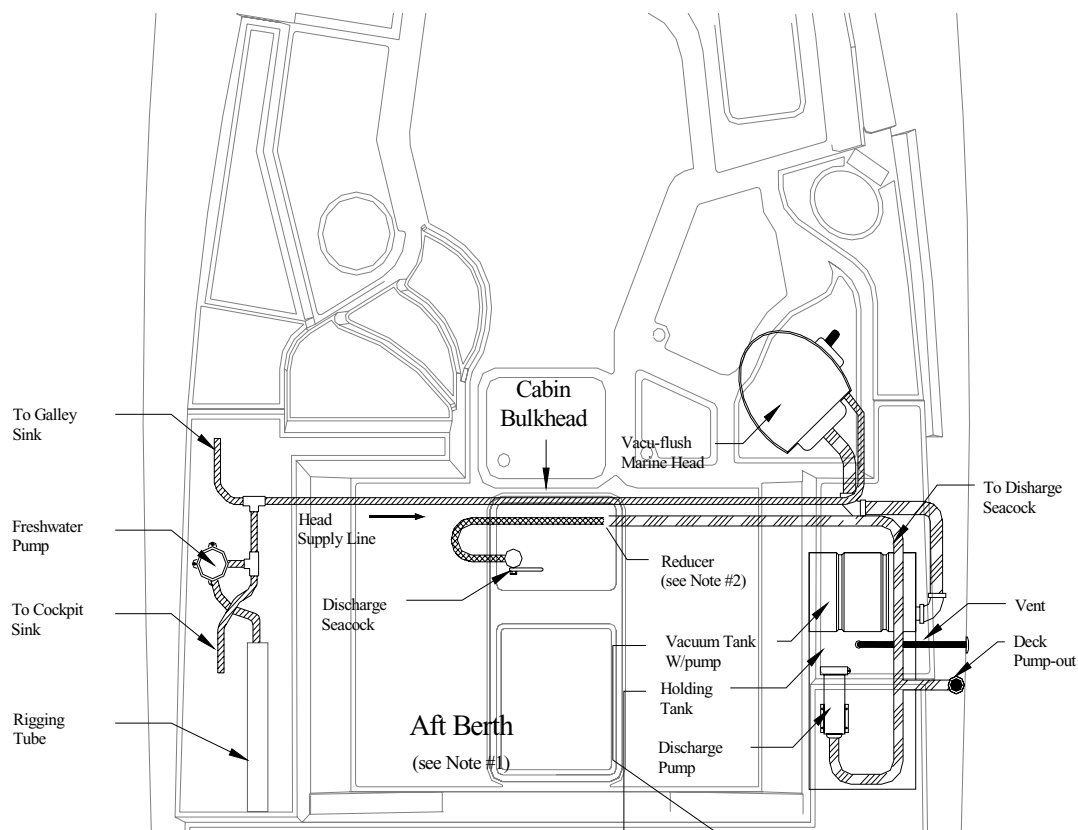 Cabin
Bulkhead
To Galley
Sink
Vacu-flush
Marine Head
To Disharge
Seacock
Freshwater
Pump
Head
Supply Line
Reducer
(see Note #2)
To Cockpit
Sink
Discharge
Seacock
Vent
Vacuum Tank
W/pump
Deck
Pump-out
Holding
Tank
Rigging
Tube
Aft Berth
(see Note #1)
Discharge
Pump